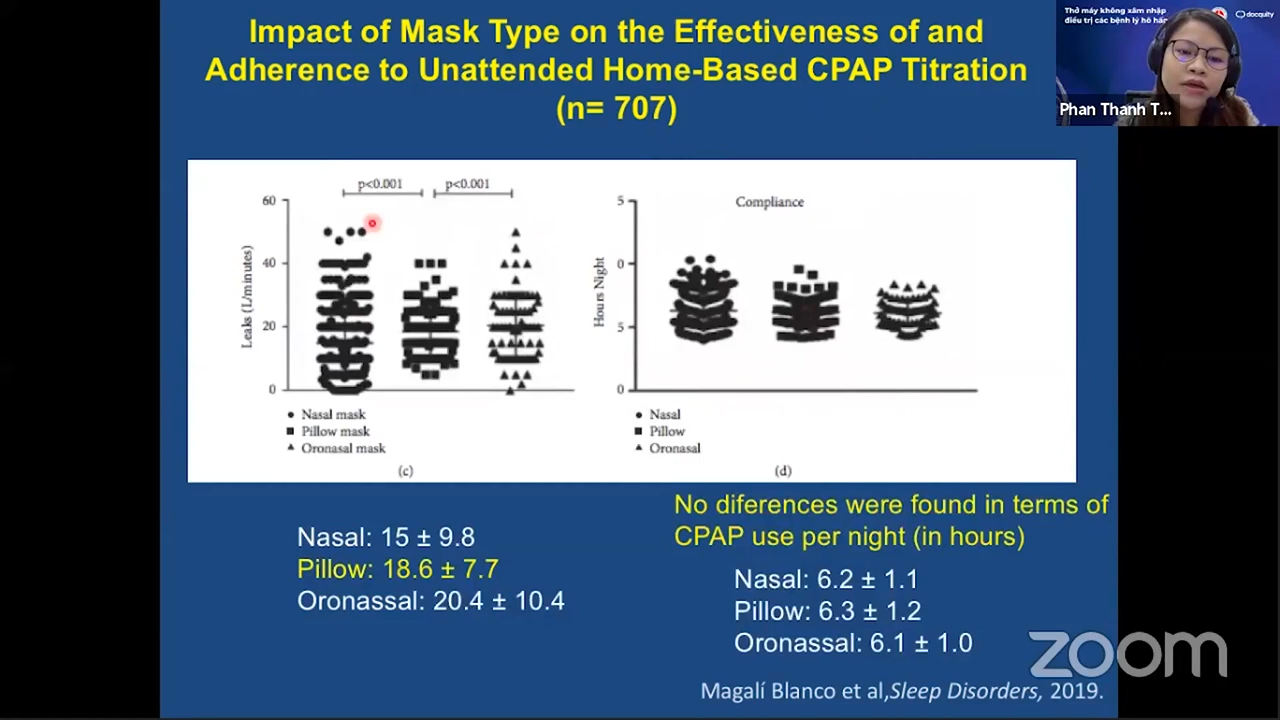 Impact of Mask Type on the Effectiveness of and
Adherence to Unattended Home-Based CPAP Titration
(n= 707)
Thở máy không xâm nhập
điều trị các bệnh lý hô hấ
docquity
Phan Thanh T...
p<0.001
p<0.001
60
40
20
0
Leaks (L/minutes)
Nasal mask
Pillow mask
Oronasal mask
(c)
Compliance
5
0
5
0
Hours Night
Nasal
Pillow
Oronasal
(d)
Nasal: 15 ± 9.8
Pillow: 18.6 ± 7.7
Oronassal: 20.4 ± 10.4
No diferences were found in terms of
CPAP use per night (in hours)
Nasal: 6.2 ± 1.1
Pillow: 6.3 ± 1.2
Oronassal: 6.1 ± 1.0
zoom
Magalí Blanco et al,Sleep Disorders, 2019.